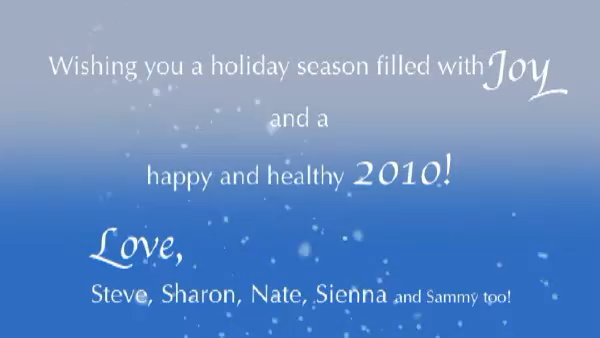 Wishing you a holiday season filled with Joy
and a
happy and healthy 2010!
Love,
Steve, Sharon, Nate, Sienna and Sammy too!